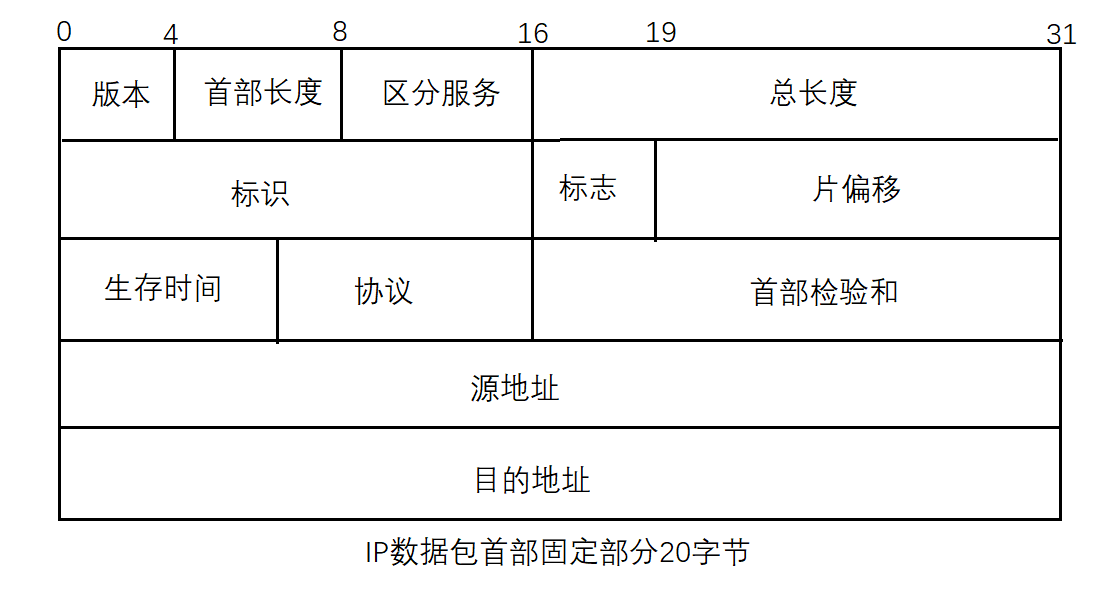 0 4 8 16 19 31
版本 首部长度 区分服务 总长度
标识 标志 片偏移
生存时间 协议 首部检验和
源地址
目的地址
IP数据包首部固定部分20字节